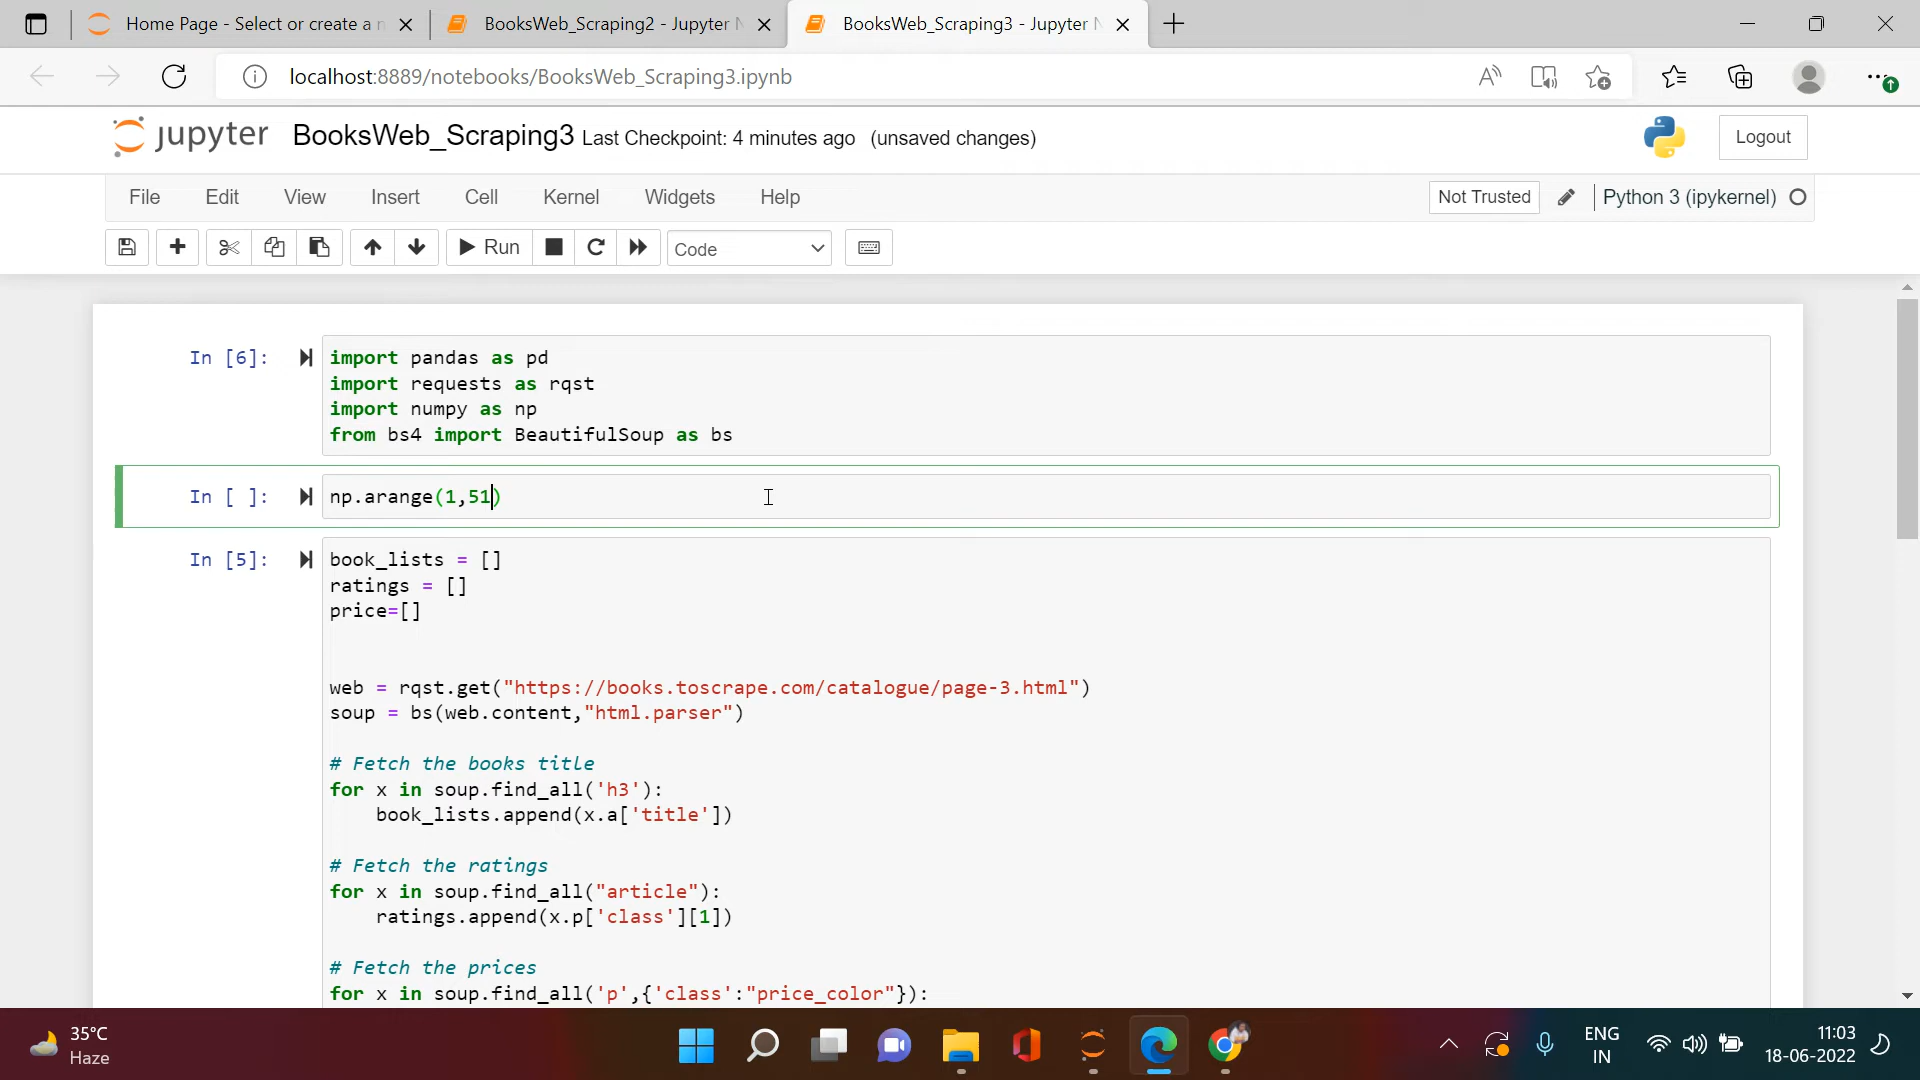 Home Page - Select or create a n
BooksWeb_Scraping2 - Jupyter N
BooksWeb_Scraping3 - Jupyter N
localhost:8889/notebooks/BooksWeb_Scraping3.ipynb
jupyter BooksWeb_Scraping3 Last Checkpoint: 4 minutes ago (unsaved changes)
Logout
File Edit View Insert Cell Kernel Widgets Help
Not Trusted
Python 3 (ipykernel)
Run
Code
In [6]:
import pandas as pd
import requests as rqst
import numpy as np
from bs4 import BeautifulSoup as bs
In [ ]:
np.arange(1,51)
In [5]:
book_lists = []
ratings = []
price=[]
web = rqst.get("https://books.toscrape.com/catalogue/page-3.html")
soup = bs(web.content,"html.parser")
# Fetch the books title
for x in soup.find_all('h3'):
    book_lists.append(x.a['title'])
# Fetch the ratings
for x in soup.find_all("article"):
    ratings.append(x.p['class'][1])
# Fetch the prices
for x in soup.find_all('p',{'class':"price_color"}):
35°C
Haze
ENG
IN
11:03
18-06-2022